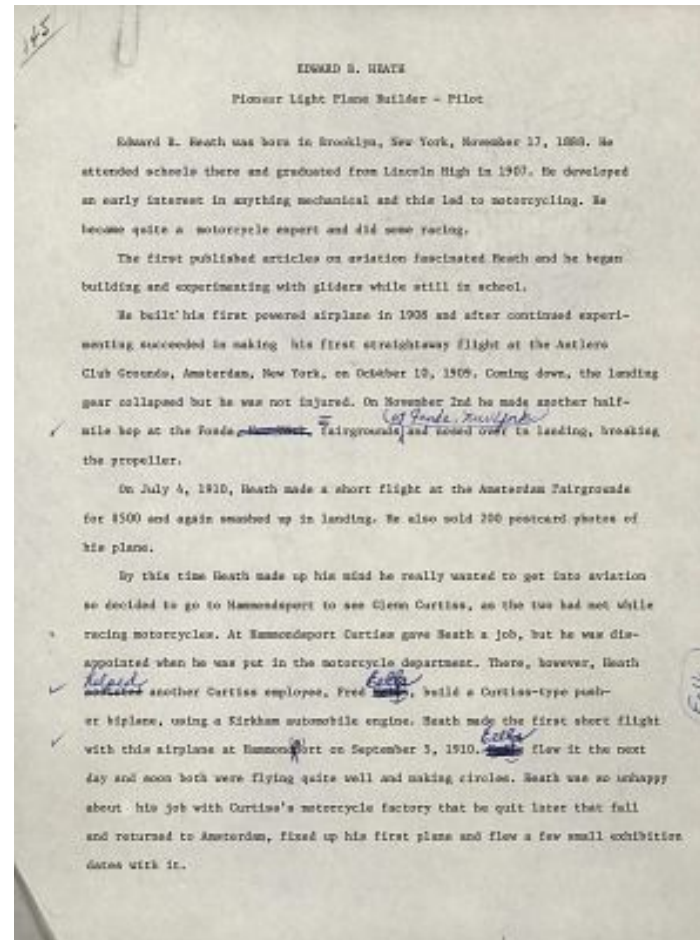 145
EDWARD B. HEATH
Pioneer Light Plane Builder - Pilot
Edward B. Heath was born in Brooklyn, New York, November 17, 1888. He
attended schools there and graduated from Lincoln High in 1907. He developed
an early interest in anything mechanical and this led to motorcycling. He
became quite a motorcycle expert and did some racing.
The first published articles on aviation fascinated Heath and he began
building and experimenting with gliders while still in school.
He built his first powered airplane in 1908 and after continued experi-
menting succeeded in making his first straightaway flight at the Antlers
Club Grounds, Amsterdam, New York, on October 10, 1909. Coming down, the landing
gear collapsed but he was not injured. On November 2nd he made another half-
at Fonda, New York
mile hop at the Fonda fairgrounds and nosed over in landing, breaking
the propeller.
On July 4, 1910, Heath made a short flight at the Amsterdam Fairgrounds
for $500 and again smashed up in landing. He also sold 200 postcard photos of
his plane.
By this time Heath made up his mind he really wanted to get into aviation
so decided to go to Hammondsport to see Glenn Curtiss, as the two had met while
racing motorcycles. At Hammondsport Curtiss gave Heath a job, but he was dis-
appointed when he was put in the motorcycle department. There, however, Heath
helped another Curtiss employee, Fred Eells, build a Curtiss-type push-
er biplane, using a Kirkham automobile engine. Heath made the first short flight
with this airplane at Hammondsport on September 5, 1910. Eells flew it the next
day and soon both were flying quite well and making circles. Heath was so unhappy
about his job with Curtiss's motorcycle factory that he quit later that fall
and returned to Amsterdam, fixed up his first plane and flew a few small exhibition
dates with it.